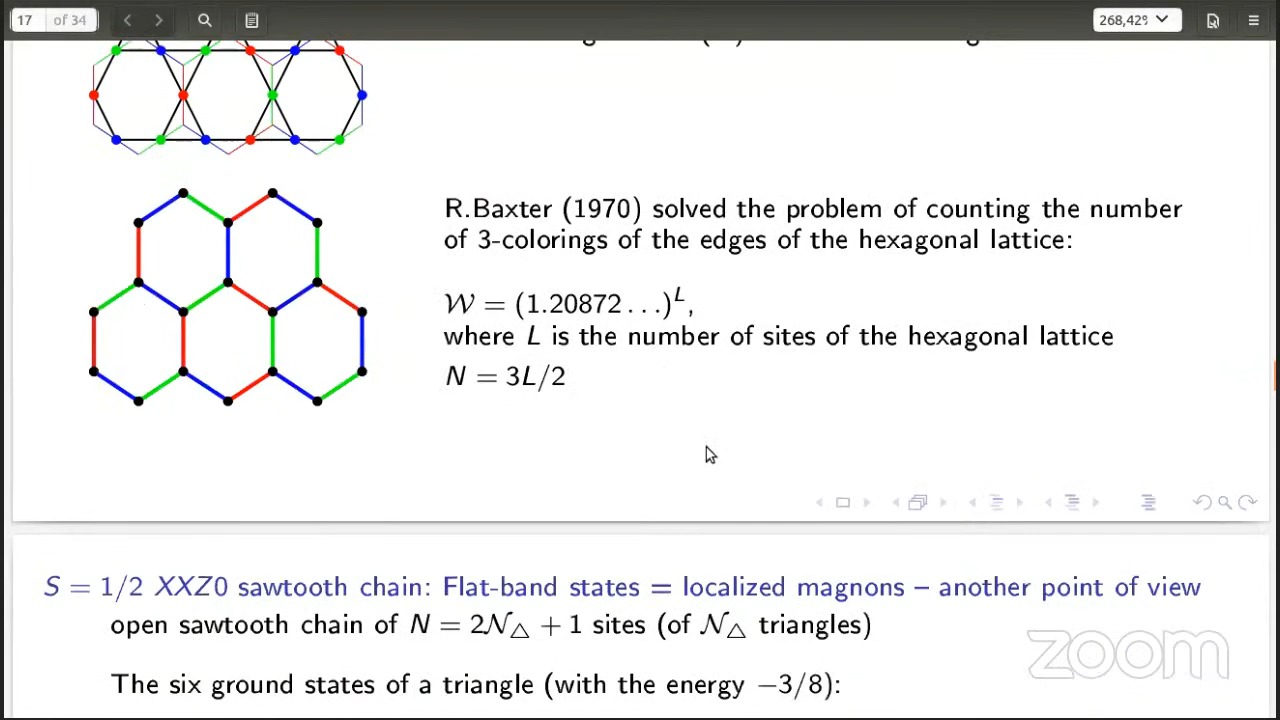 17 of 34
268,42%
R.Baxter (1970) solved the problem of counting the number
of 3-colorings of the edges of the hexagonal lattice:
𝒲 = (1.20872 . . .)^L,
where L is the number of sites of the hexagonal lattice
N = 3L/2
S = 1/2 XXZ0 sawtooth chain: Flat-band states = localized magnons – another point of view
open sawtooth chain of N = 2𝒩_△ + 1 sites (of 𝒩_△ triangles)
The six ground states of a triangle (with the energy −3/8):
zoom